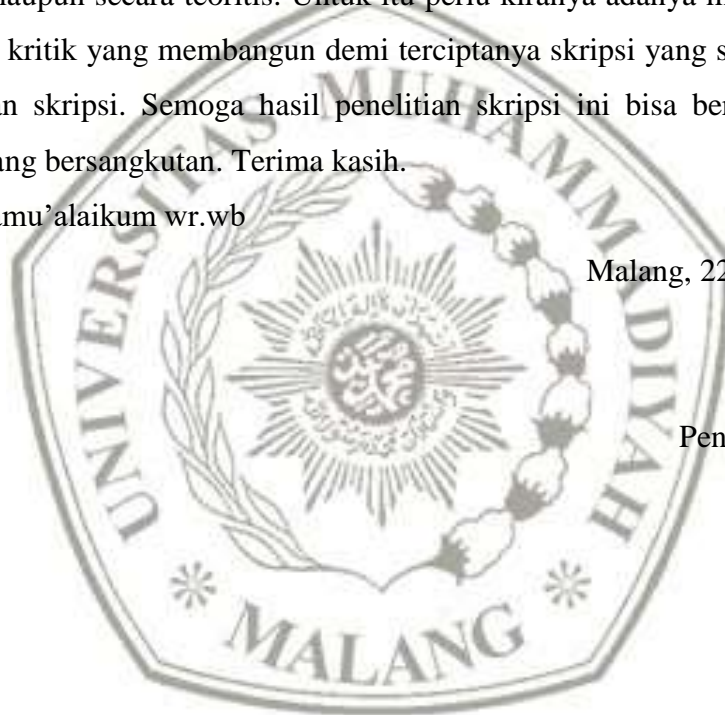 maupun secara teoritis. Untuk itu perlu kiranya adanya
kritik yang membangun demi terciptanya skripsi yang s
an skripsi. Semoga hasil penelitian skripsi ini bisa ber
ang bersangkutan. Terima kasih.
amu’alaikum wr.wb
Malang, 22
Pen
UNIVERSITAS MUHAMMADIYAH
MALANG